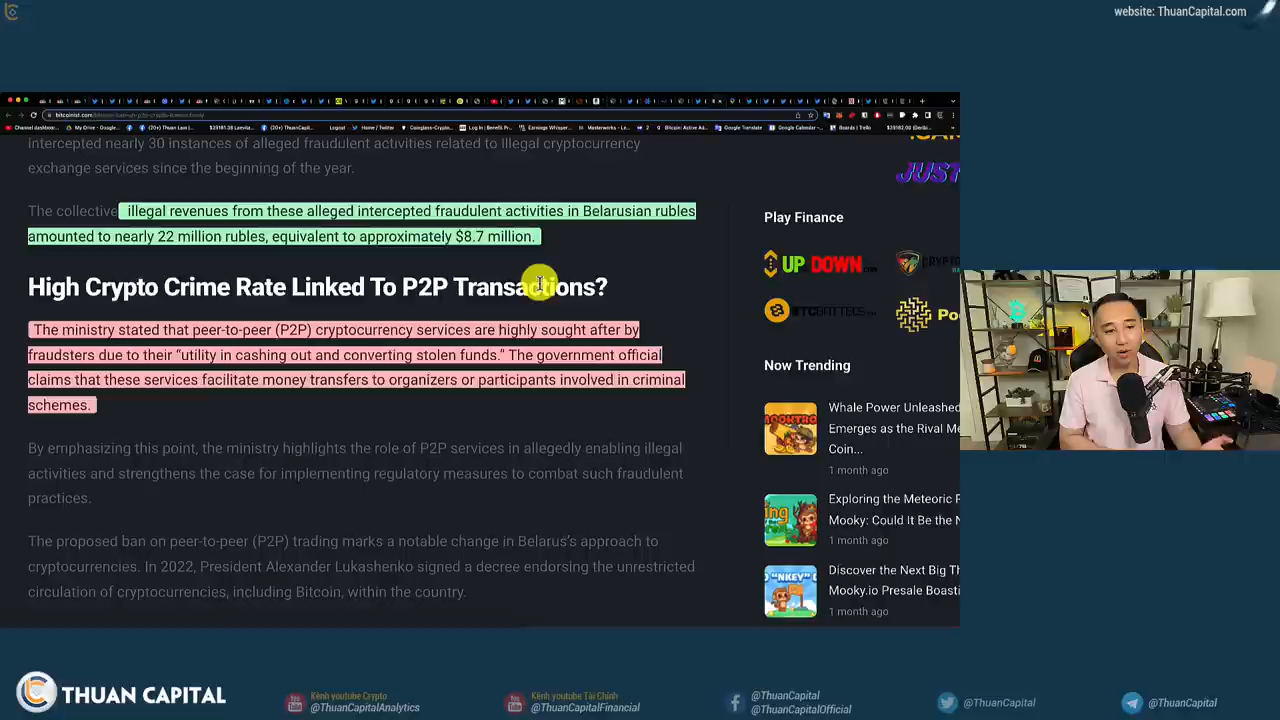 website: ThuanCapital.com
bitcoinist.com
intercepted nearly 30 instances of alleged fraudulent activities related to illegal cryptocurrency
exchange services since the beginning of the year.
The collective illegal revenues from these alleged intercepted fraudulent activities in Belarusian rubles
amounted to nearly 22 million rubles, equivalent to approximately $8.7 million.
High Crypto Crime Rate Linked To P2P Transactions?
The ministry stated that peer-to-peer (P2P) cryptocurrency services are highly sought after by
fraudsters due to their “utility in cashing out and converting stolen funds.” The government official
claims that these services facilitate money transfers to organizers or participants involved in criminal
schemes.
By emphasizing this point, the ministry highlights the role of P2P services in allegedly enabling illegal
activities and strengthens the case for implementing regulatory measures to combat such fraudulent
practices.
The proposed ban on peer-to-peer (P2P) trading marks a notable change in Belarus’s approach to
cryptocurrencies. In 2022, President Alexander Lukashenko signed a decree endorsing the unrestricted
circulation of cryptocurrencies, including Bitcoin, within the country.
JUST
Play Finance
UP DOWN
Now Trending
Whale Power Unleashed
Emerges as the Rival Me
Coin...
1 month ago
Exploring the Meteoric
Mooky: Could It Be the
1 month ago
Discover the Next Big Th
Mooky.io Presale Boasti
1 month ago
THUAN CAPITAL
Kênh youtube Crypto
@ThuanCapitalAnalytics
Kênh youtube Tài Chính
@ThuanCapitalFinancial
@ThuanCapital
@ThuanCapitalOfficial
@ThuanCapital
@ThuanCapital